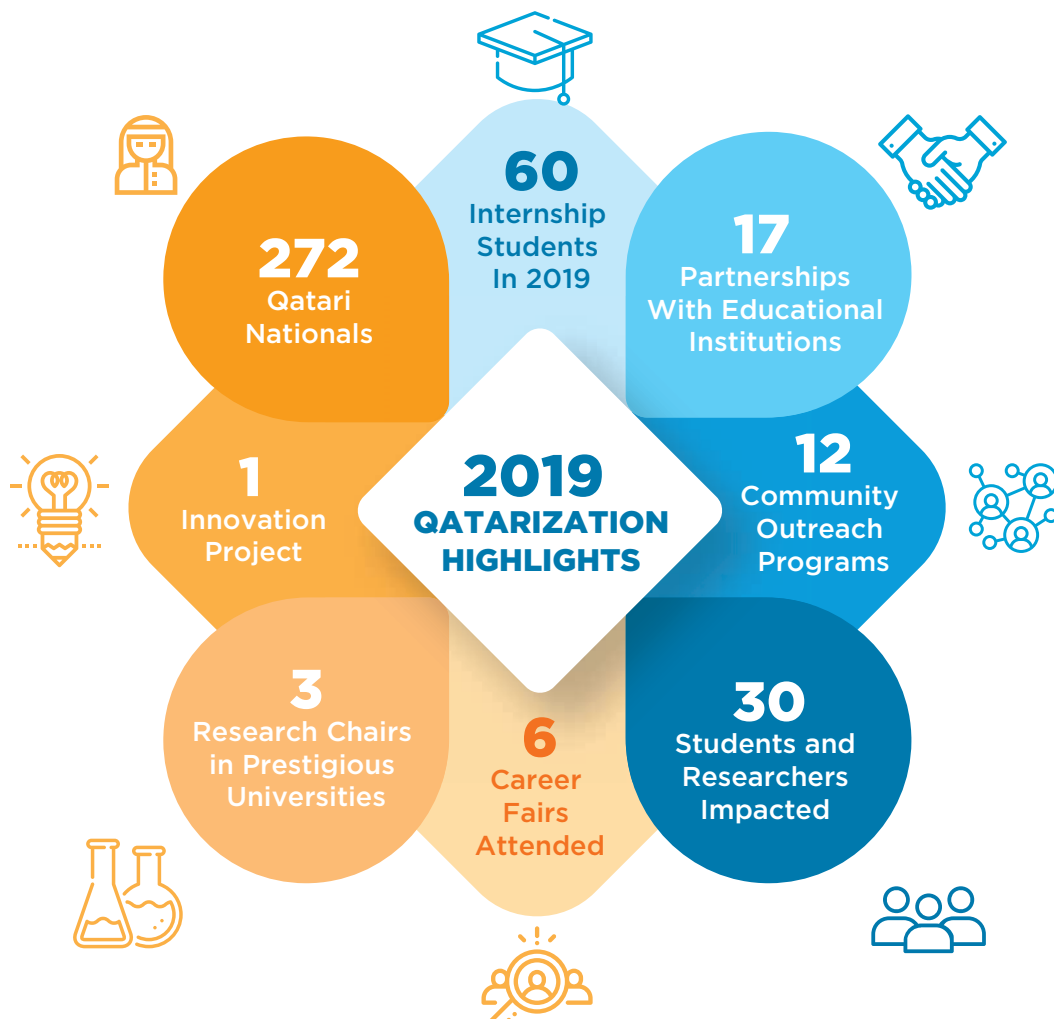 60
Internship
Students
In 2019
17
Partnerships
With Educational
Institutions
12
Community
Outreach
Programs
30
Students and
Researchers
Impacted
6
Career
Fairs
Attended
3
Research Chairs
in Prestigious
Universities
1
Innovation
Project
272
Qatari
Nationals
2019
QATARIZATION
HIGHLIGHTS